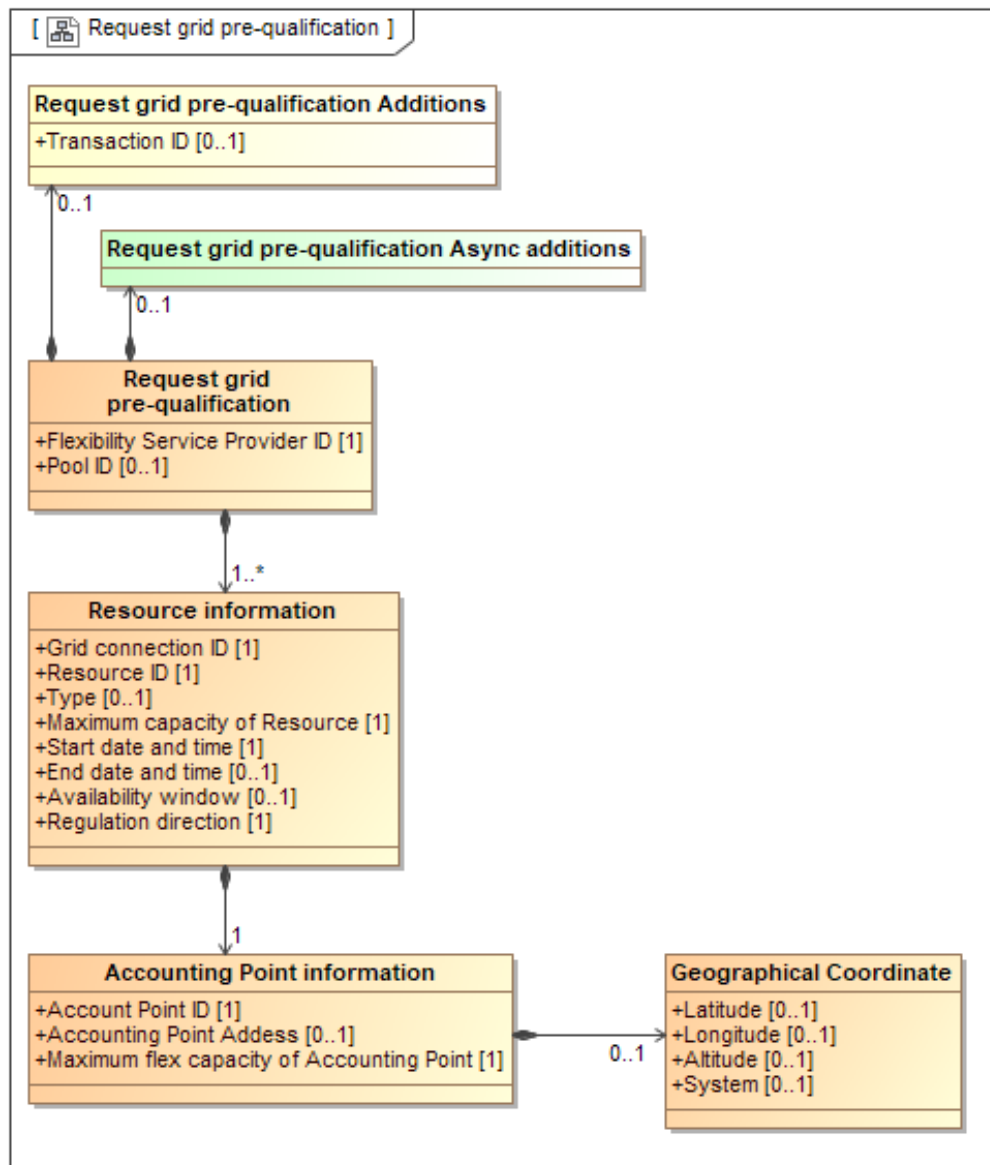 [ Request grid pre-qualification ]
Request grid pre-qualification Additions
+Transaction ID [0..1]
0..1
Request grid pre-qualification Async additions
0..1
Request grid
pre-qualification
+Flexibility Service Provider ID [1]
+Pool ID [0..1]
1..*
Resource information
+Grid connection ID [1]
+Resource ID [1]
+Type [0..1]
+Maximum capacity of Resource [1]
+Start date and time [1]
+End date and time [0..1]
+Availability window [0..1]
+Regulation direction [1]
1
Accounting Point information
+Account Point ID [1]
+Accounting Point Addess [0..1]
+Maximum flex capacity of Accounting Point [1]
0..1
Geographical Coordinate
+Latitude [0..1]
+Longitude [0..1]
+Altitude [0..1]
+System [0..1]